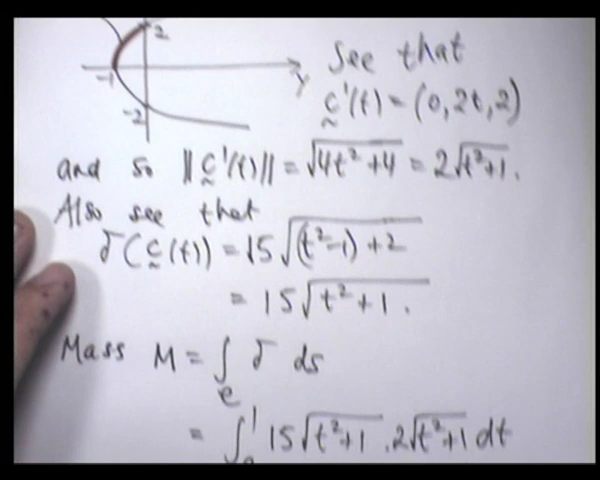 2
-1
y
-2
See that
c'(t) = (0, 2t, 2)
and so ||c'(t)|| = √4t² + 4 = 2√t²+1.
Also see that
δ(c(t)) = 15√(t²-1) + 2
= 15√t² + 1.
Mass M = ∫_C δ ds
= ∫₀¹ 15√t²+1 . 2√t²+1 dt